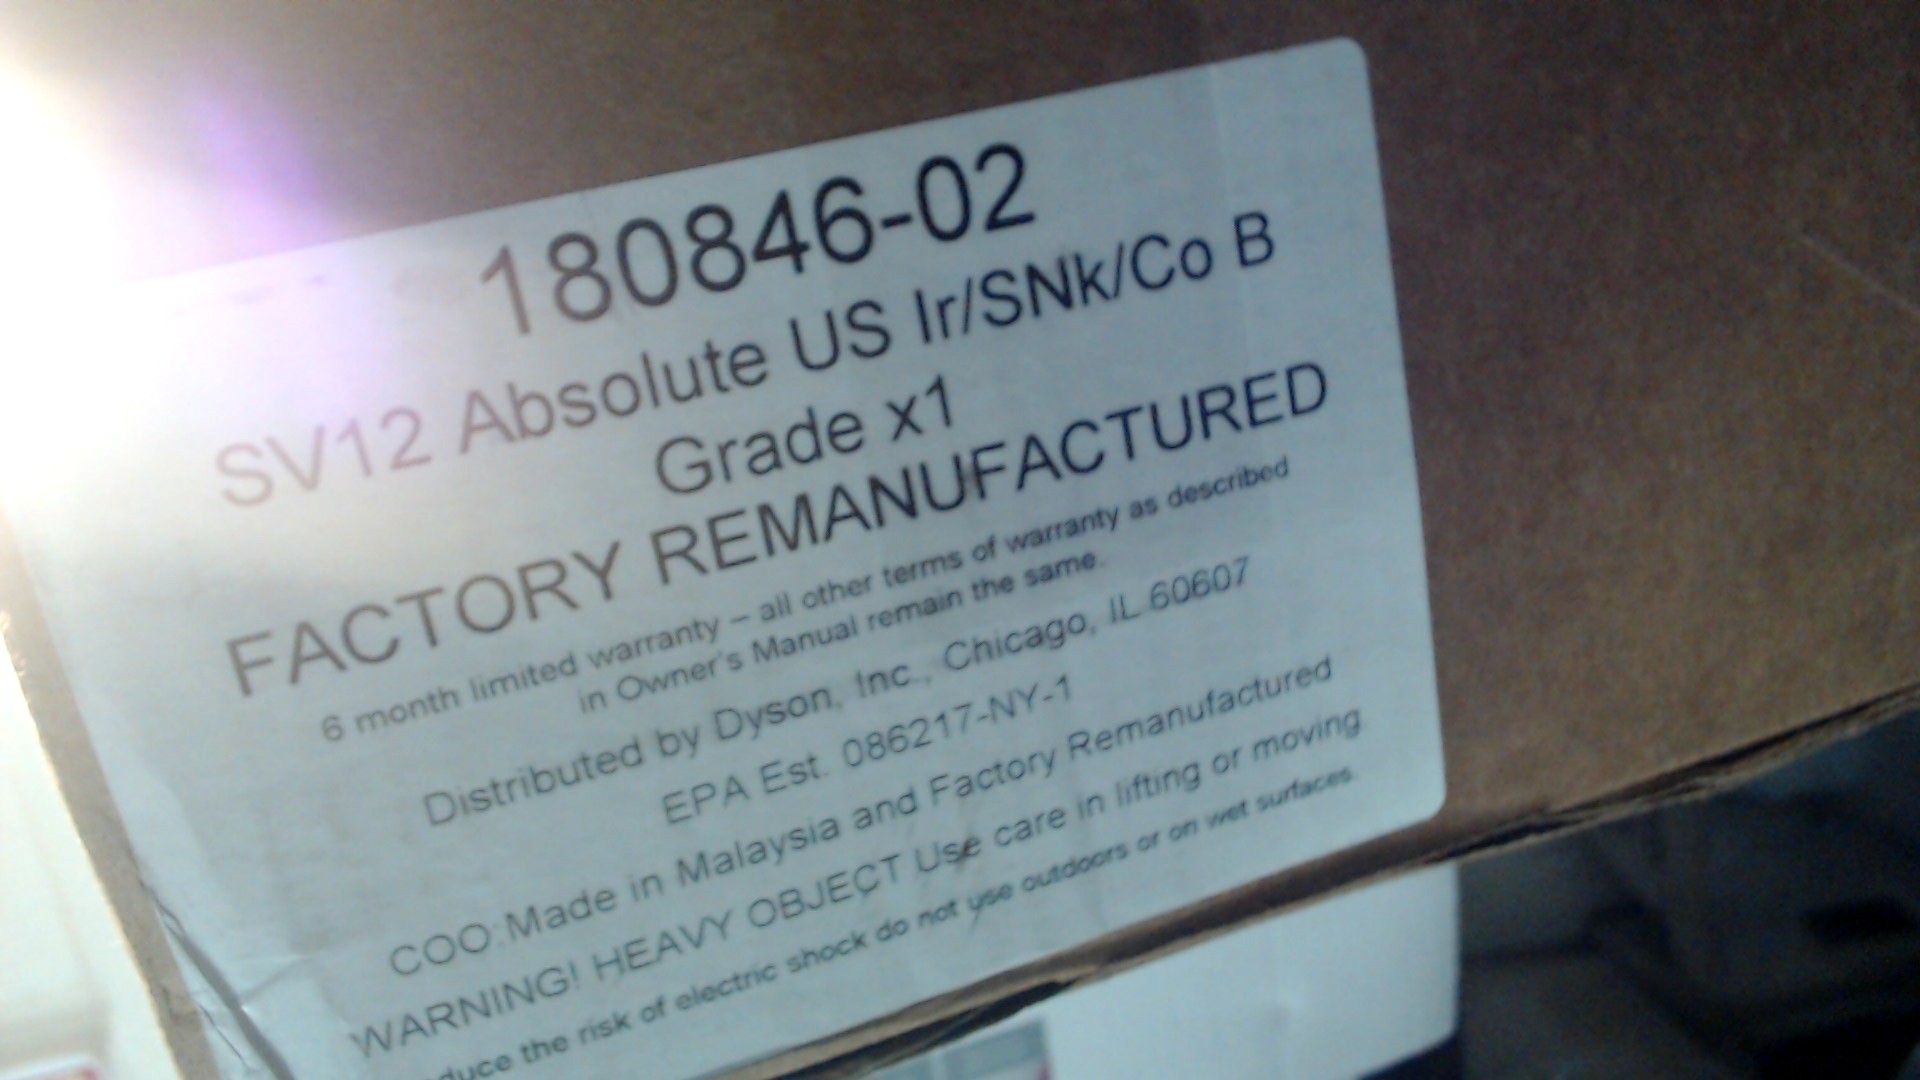 180846-02
SV12 Absolute US Ir/SNk/Co B
Grade x1
FACTORY REMANUFACTURED
6 month limited warranty – all other terms of warranty as described
in Owner's Manual remain the same.
Distributed by Dyson, Inc., Chicago, IL 60607
EPA Est. 086217-NY-1
COO:Made in Malaysia and Factory Remanufactured
WARNING! HEAVY OBJECT Use care in lifting or moving
the risk of electric shock do not use outdoors or on wet surfaces.